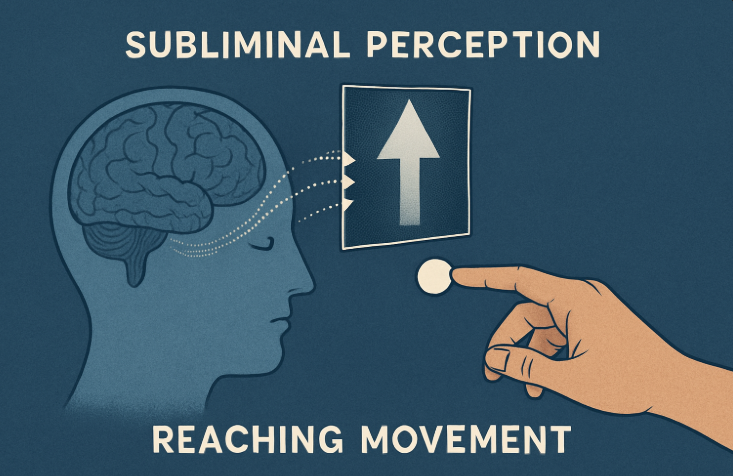 SUBLIMINAL PERCEPTION
REACHING MOVEMENT